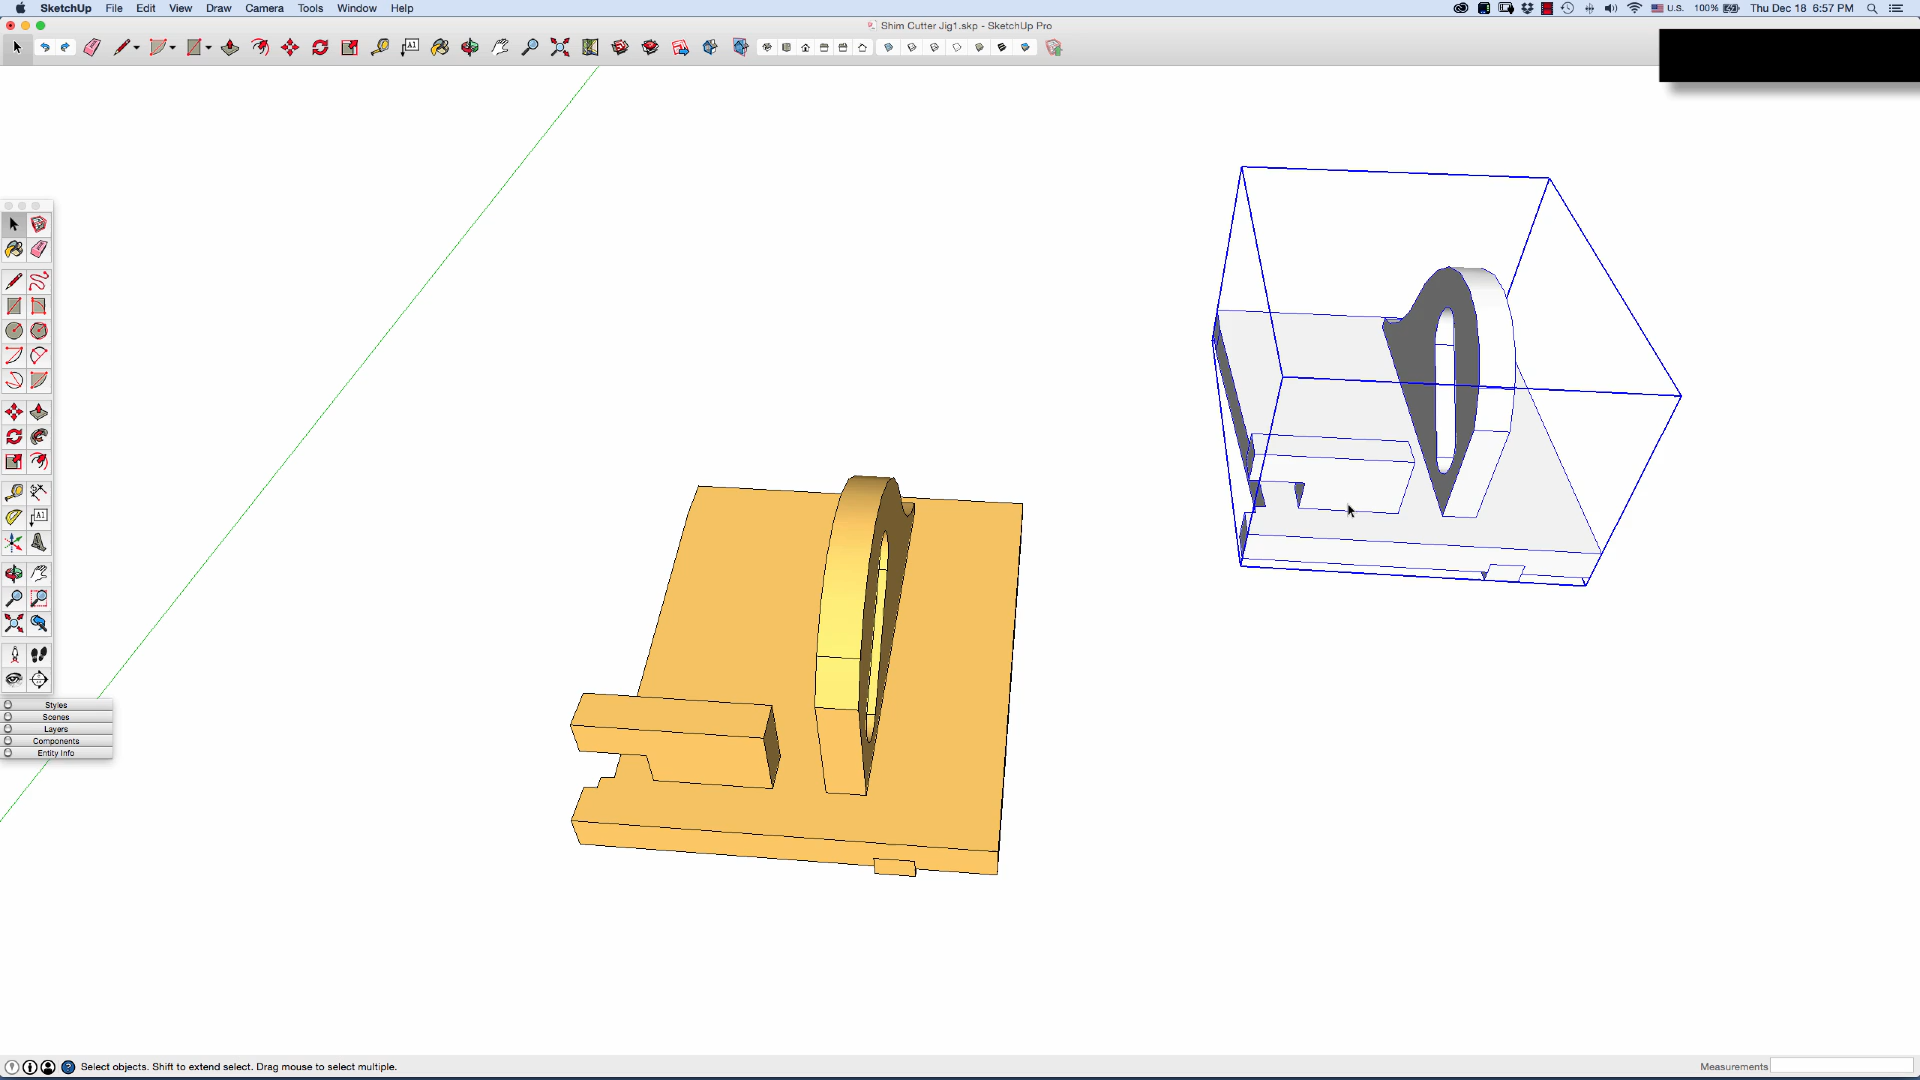 SketchUp File Edit View Draw Camera Tools Window Help
U.S. 100% Thu Dec 18 6:57 PM
Shim Cutter Jig1.skp - SketchUp Pro
A1
A1
Styles
Scenes
Layers
Components
Entity Info
Select objects. Shift to extend select. Drag mouse to select multiple.
Measurements